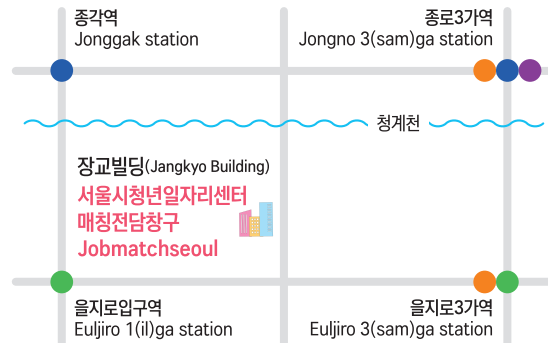 종각역
Jonggak station
종로3가역
Jongno 3(sam)ga station
청계천
장교빌딩(Jangkyo Building)
서울시청년일자리센터
매칭전담창구
Jobmatchseoul
을지로입구역
Euljiro 1(il)ga station
을지로3가역
Euljiro 3(sam)ga station